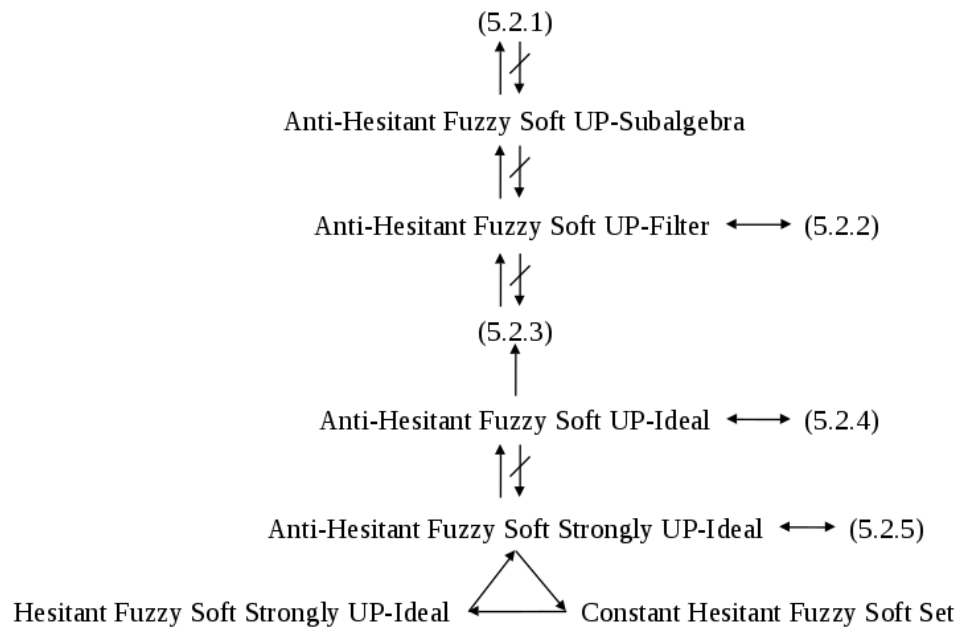 (5.2.1)
Anti-Hesitant Fuzzy Soft UP-Subalgebra
Anti-Hesitant Fuzzy Soft UP-Filter
(5.2.2)
(5.2.3)
Anti-Hesitant Fuzzy Soft UP-Ideal
(5.2.4)
Anti-Hesitant Fuzzy Soft Strongly UP-Ideal
(5.2.5)
Hesitant Fuzzy Soft Strongly UP-Ideal
Constant Hesitant Fuzzy Soft Set